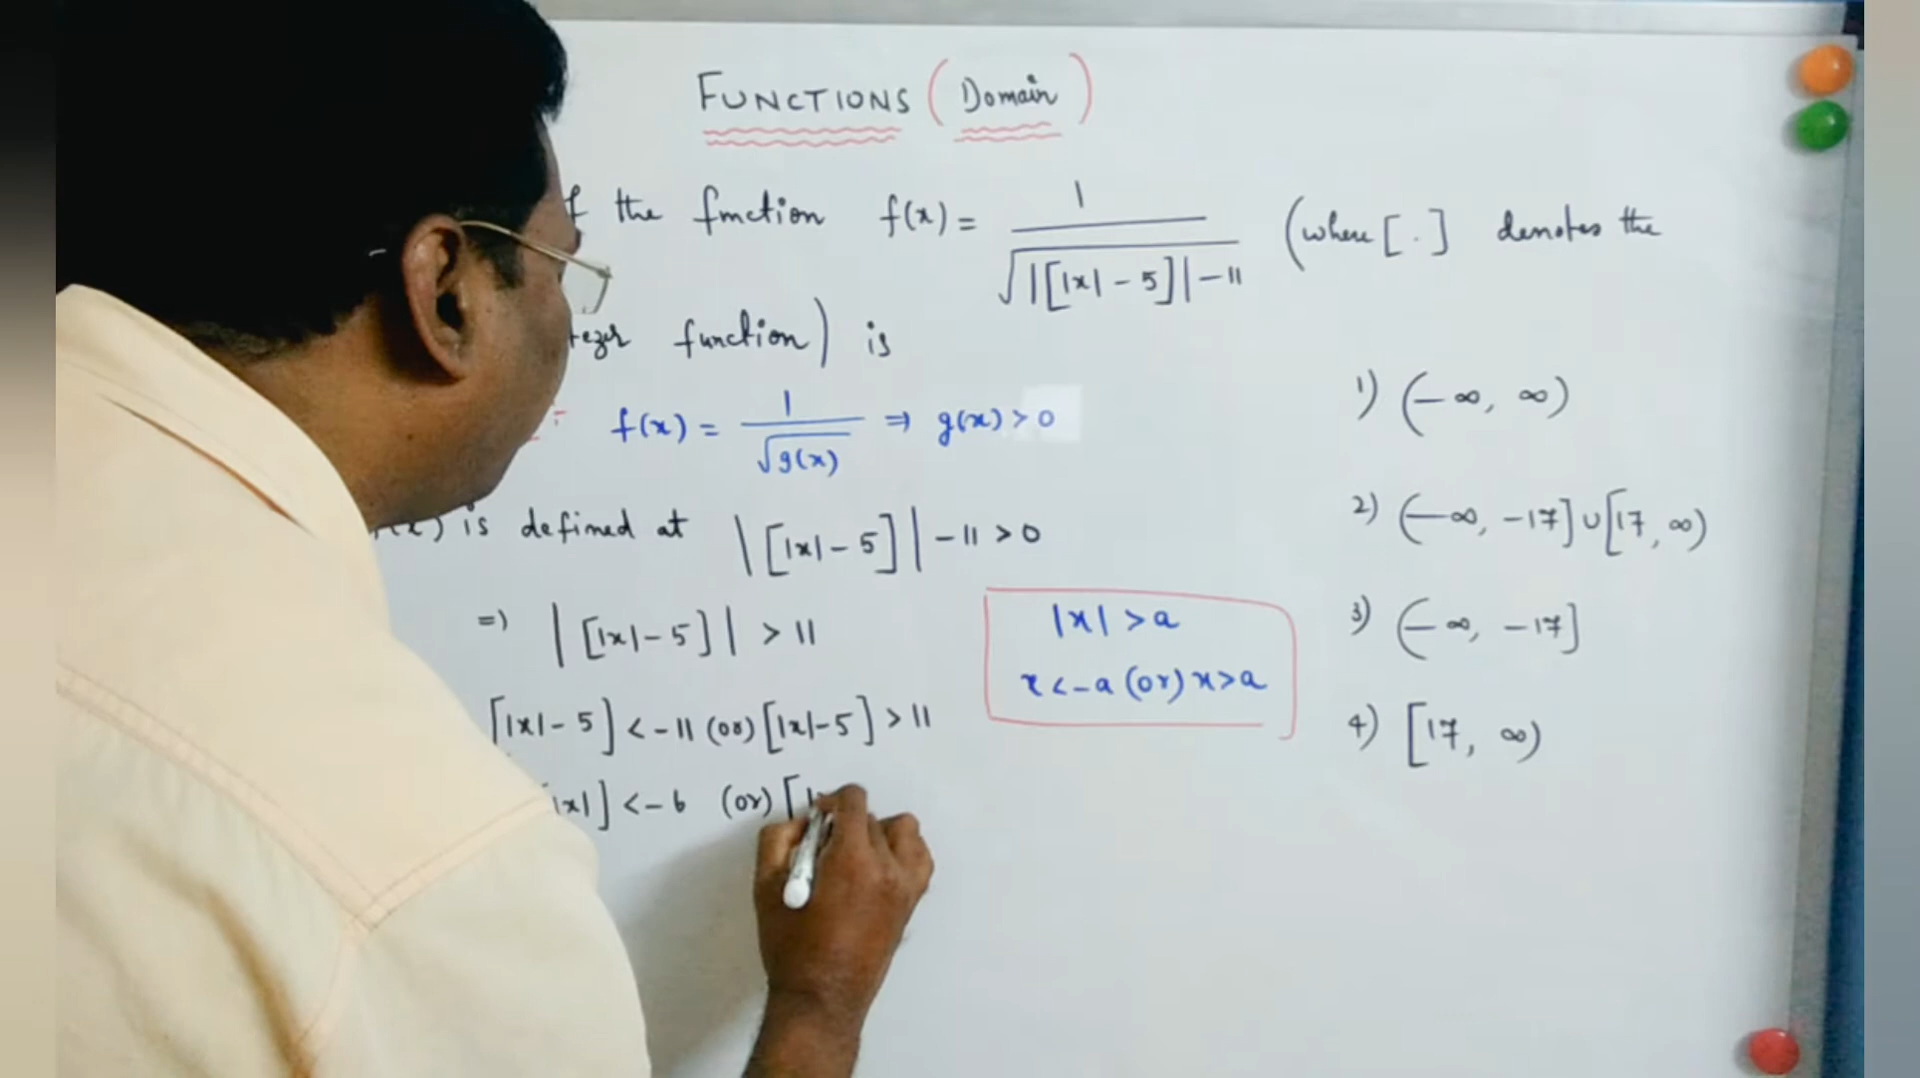 FUNCTIONS (Domain)
the function f(x) = 1/√(|[|x| - 5]| - 11) (where [.] denotes the
function) is
f(x) = 1/√g(x) ⇒ g(x) > 0
is defined at |[|x| - 5]| - 11 > 0
=) |[|x| - 5]| > 11
[|x| - 5] < -11 (or) [|x| - 5] > 11
|x|] < -6 (or) [
|x| > a
x < -a (or) x > a
1) (-∞, ∞)
2) (-∞, -17] ∪ [17, ∞)
3) (-∞, -17]
4) [17, ∞)